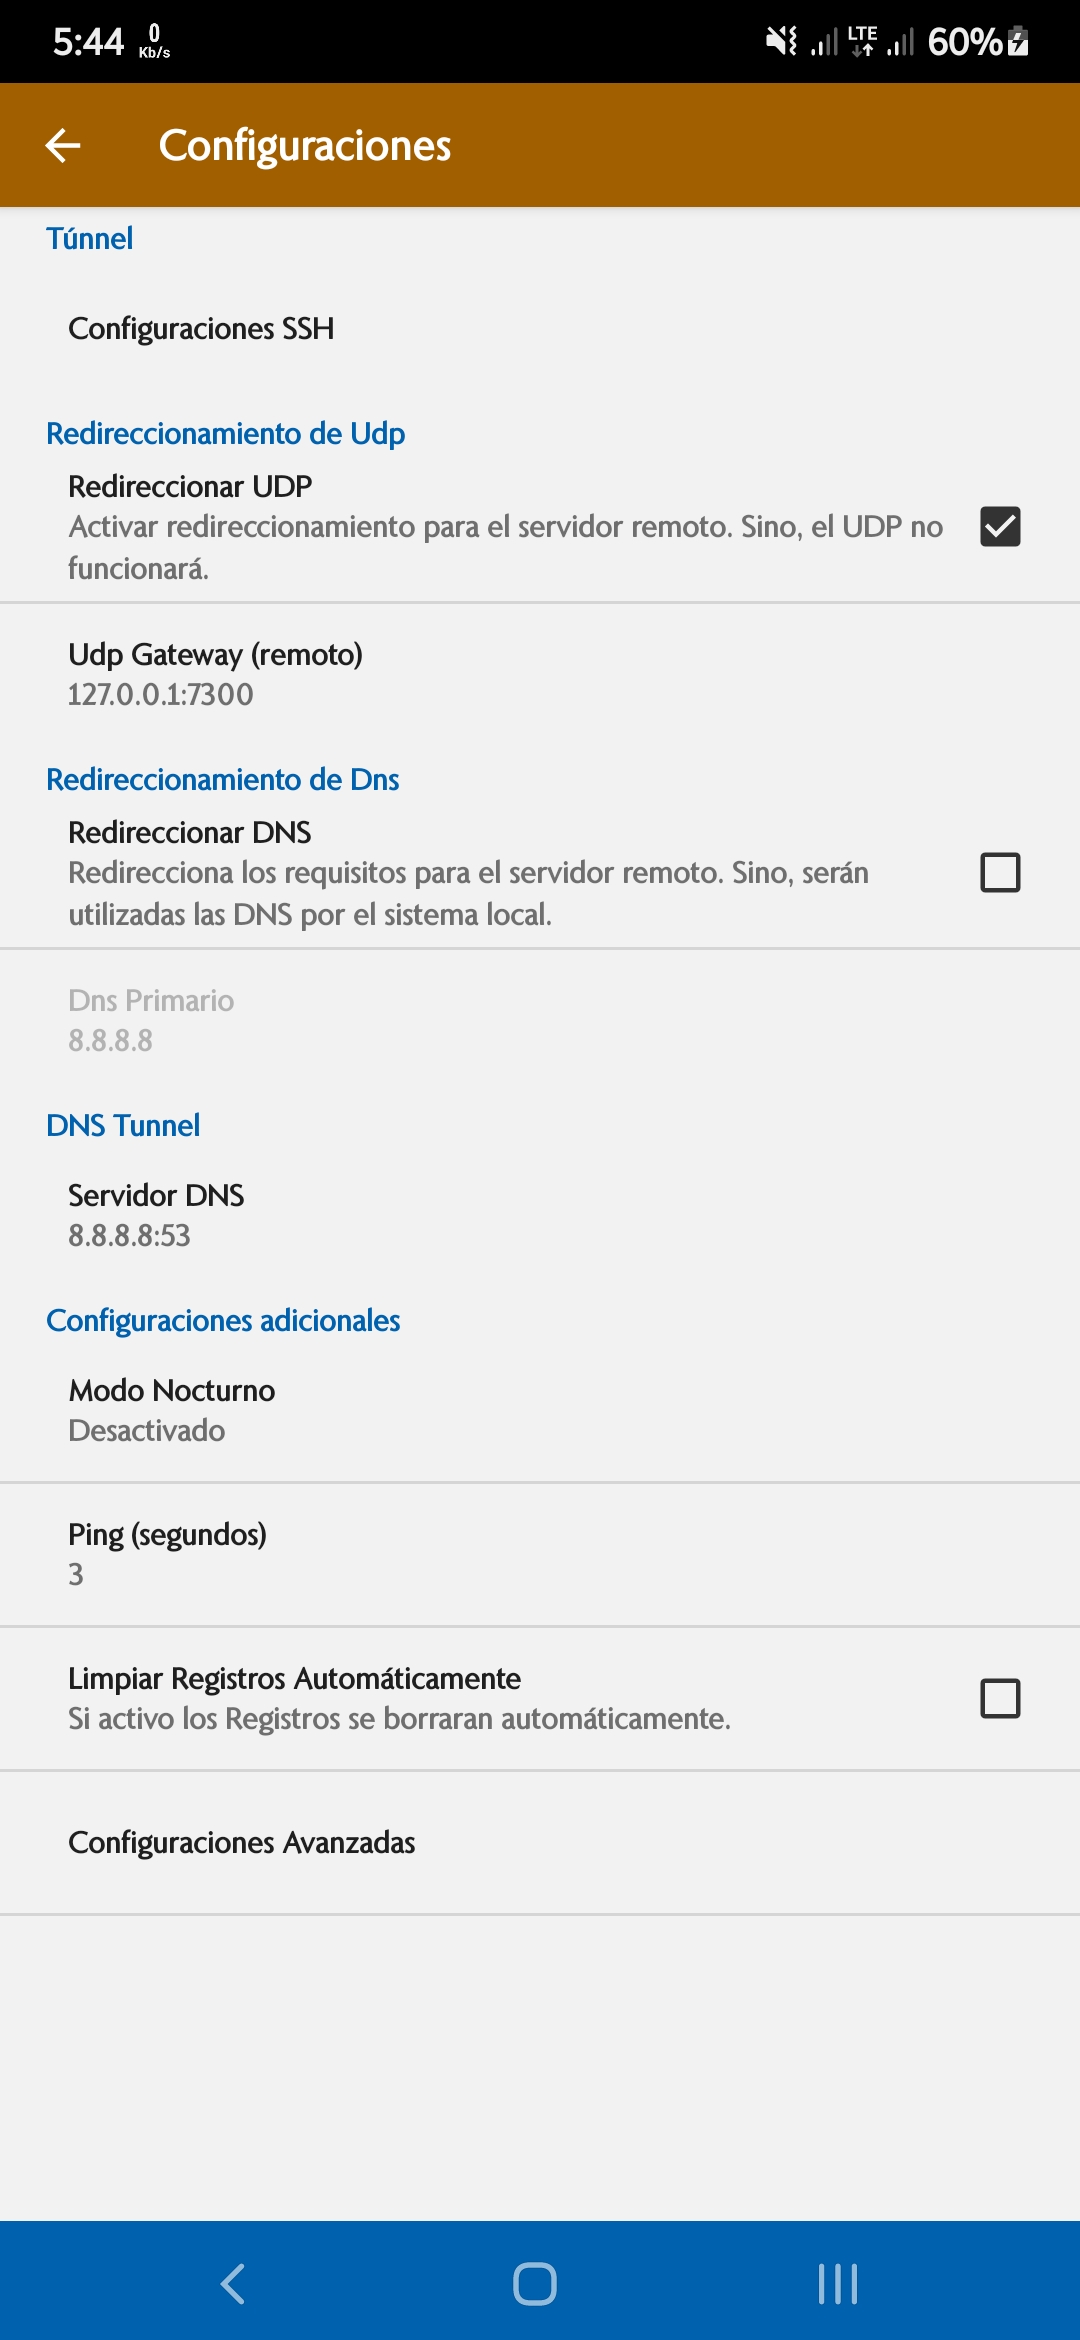 5:44 0 Kb/s LTE 60%
Configuraciones
Túnnel
Configuraciones SSH
Redireccionamiento de Udp
Redireccionar UDP
Activar redireccionamiento para el servidor remoto. Sino, el UDP no
funcionará.
Udp Gateway (remoto)
127.0.0.1:7300
Redireccionamiento de Dns
Redireccionar DNS
Redirecciona los requisitos para el servidor remoto. Sino, serán
utilizadas las DNS por el sistema local.
Dns Primario
8.8.8.8
DNS Tunnel
Servidor DNS
8.8.8.8:53
Configuraciones adicionales
Modo Nocturno
Desactivado
Ping (segundos)
3
Limpiar Registros Automáticamente
Si activo los Registros se borraran automáticamente.
Configuraciones Avanzadas